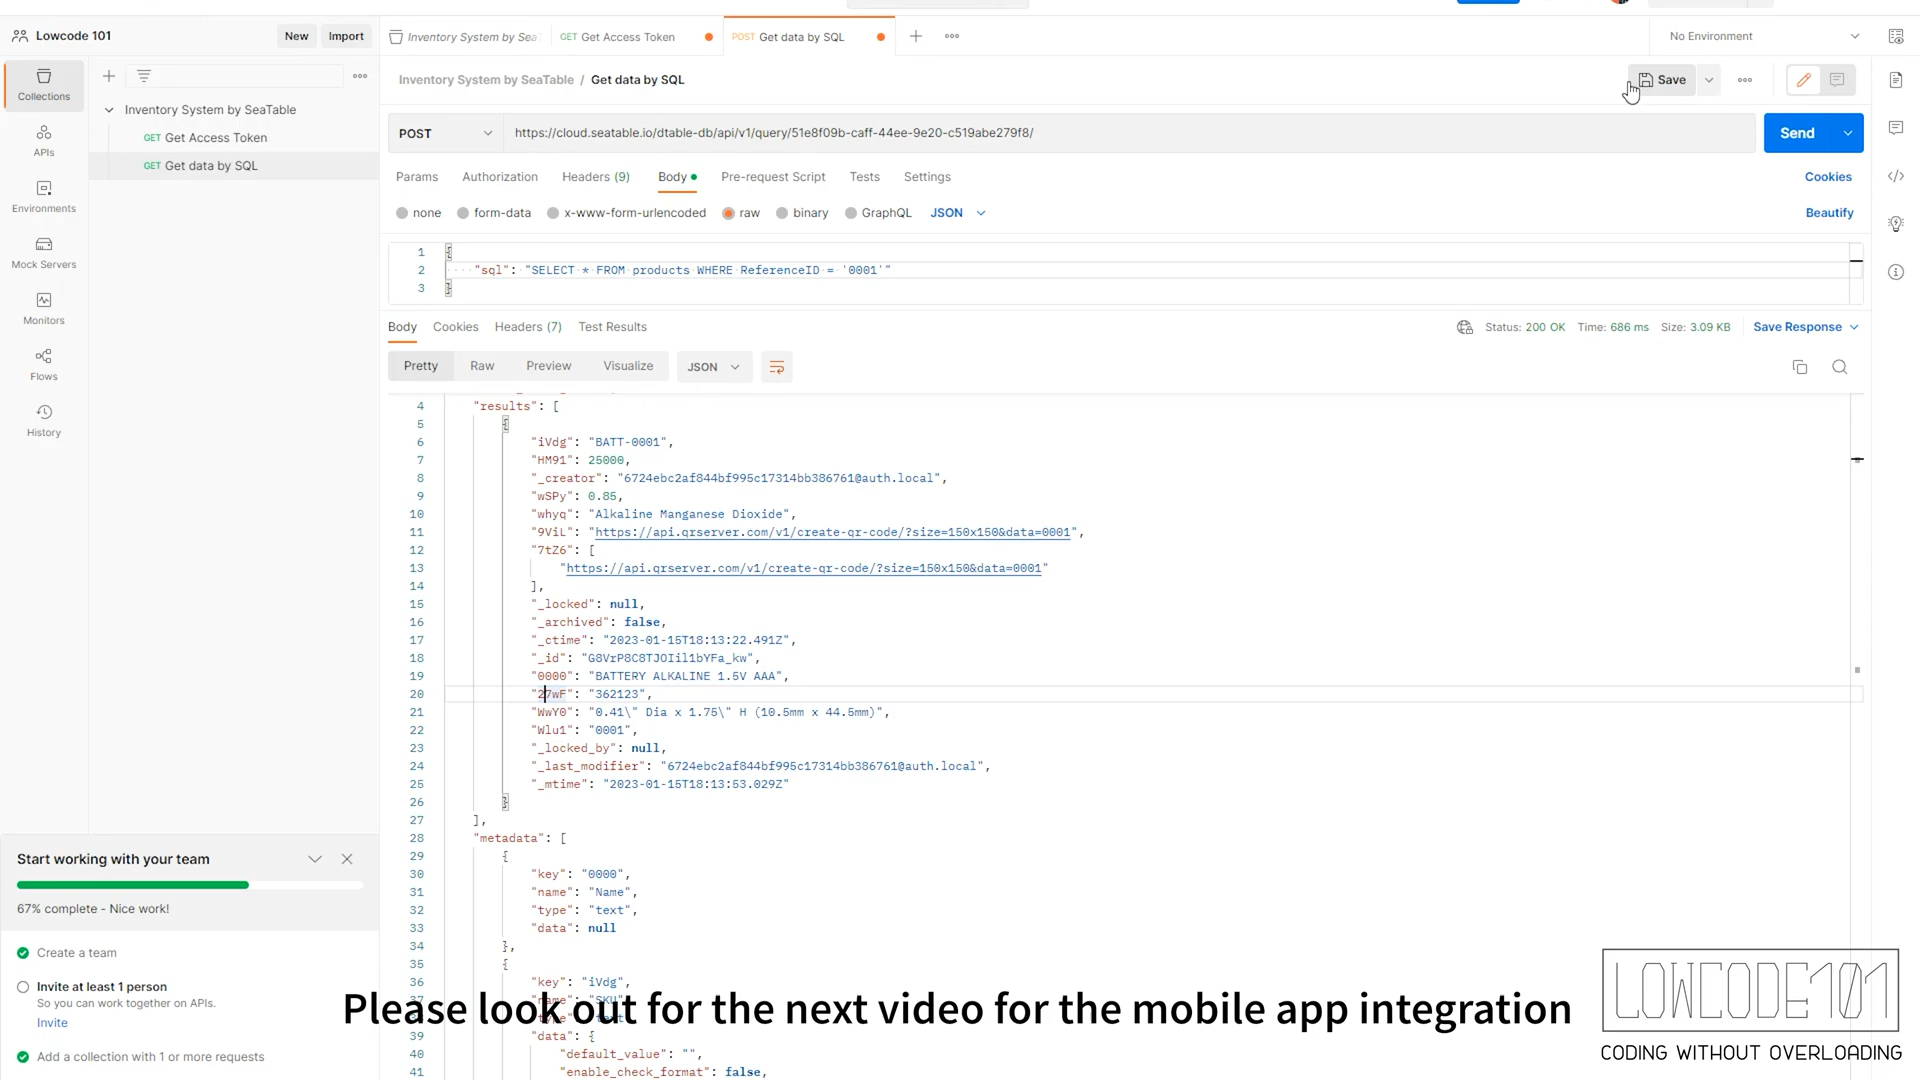 Lowcode 101
New
Import
Inventory System by Sea
GET Get Access Token
POST Get data by SQL
No Environment
Collections
APIs
Environments
Mock Servers
Monitors
Flows
History
Inventory System by SeaTable
GET Get Access Token
GET Get data by SQL
Inventory System by SeaTable / Get data by SQL
Save
POST
https://cloud.seatable.io/dtable-db/api/v1/query/51e8f09b-caff-44ee-9e20-c519abe279f8/
Send
Params
Authorization
Headers (9)
Body
Pre-request Script
Tests
Settings
Cookies
none
form-data
x-www-form-urlencoded
raw
binary
GraphQL
JSON
Beautify
1 {
2 "sql": "SELECT * FROM products WHERE ReferenceID = '0001'"
3 }
Body
Cookies
Headers (7)
Test Results
Status: 200 OK Time: 686 ms Size: 3.09 KB
Save Response
Pretty
Raw
Preview
Visualize
JSON
4 "results": [
5 {
6 "iVdg": "BATT-0001",
7 "HM91": 25000,
8 "_creator": "6724ebc2af844bf995c17314bb386761@auth.local",
9 "wSPy": 0.85,
10 "whyq": "Alkaline Manganese Dioxide",
11 "9ViL": "https://api.qrserver.com/v1/create-qr-code/?size=150x150&data=0001",
12 "7tZ6": [
13 "https://api.qrserver.com/v1/create-qr-code/?size=150x150&data=0001"
14 ],
15 "_locked": null,
16 "_archived": false,
17 "_ctime": "2023-01-15T18:13:22.491Z",
18 "_id": "G8VrP8C8TJOIil1bYFa_kw",
19 "0000": "BATTERY ALKALINE 1.5V AAA",
20 "27wF": "362123",
21 "WwY0": "0.41\" Dia x 1.75\" H (10.5mm x 44.5mm)",
22 "Wlu1": "0001",
23 "_locked_by": null,
24 "_last_modifier": "6724ebc2af844bf995c17314bb386761@auth.local",
25 "_mtime": "2023-01-15T18:13:53.029Z"
26 }
27 ],
28 "metadata": [
29 {
30 "key": "0000",
31 "name": "Name",
32 "type": "text",
33 "data": null
34 },
35 {
36 "key": "iVdg",
39 "data": {
40 "default_value": "",
41 "enable_check_format": false,
Start working with your team
67% complete - Nice work!
Create a team
Invite at least 1 person
So you can work together on APIs.
Invite
Add a collection with 1 or more requests
Please look out for the next video for the mobile app integration
LOWCODE101
CODING WITHOUT OVERLOADING